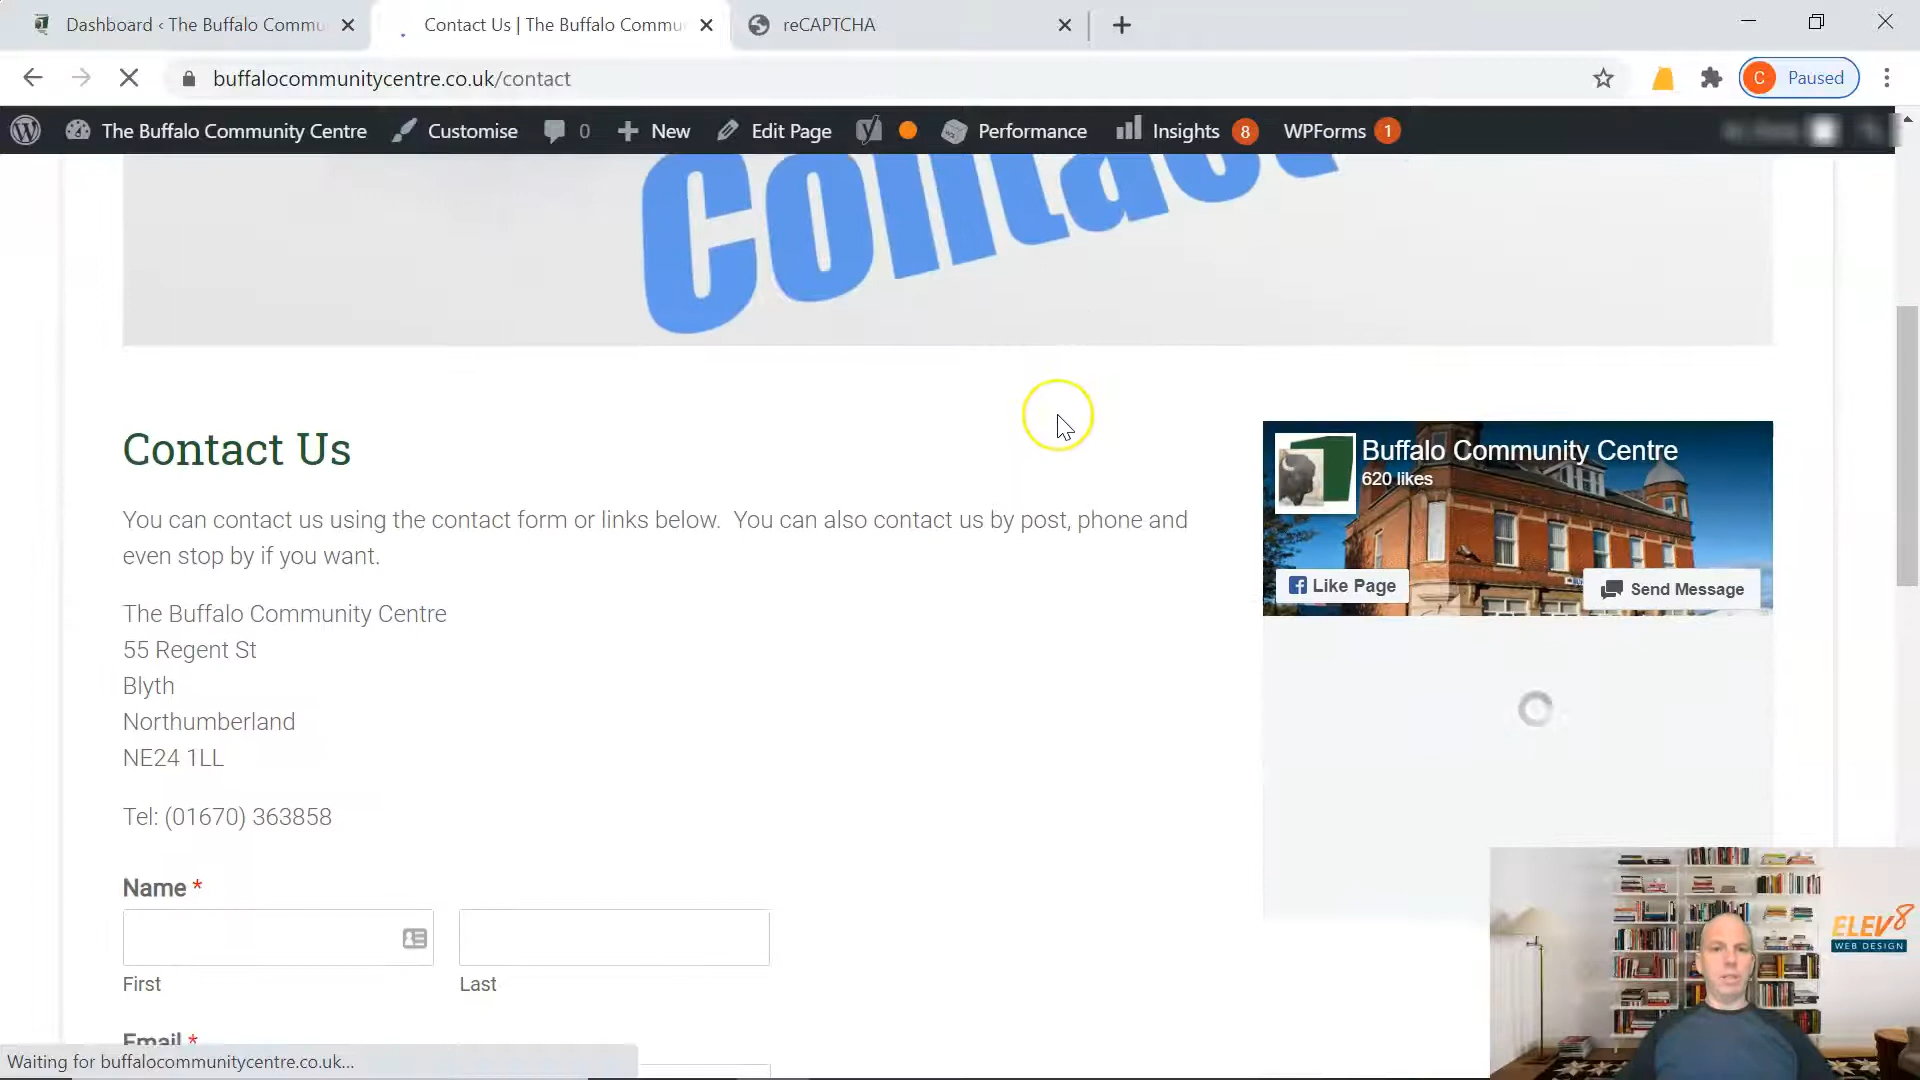 Dashboard ‹ The Buffalo Commu
Contact Us | The Buffalo Commu
reCAPTCHA
buffalocommunitycentre.co.uk/contact
C Paused
The Buffalo Community Centre
Customise
0
New
Edit Page
Performance
Insights 8
WPForms 1
Contact
Contact Us
You can contact us using the contact form or links below. You can also contact us by post, phone and
even stop by if you want.
The Buffalo Community Centre
55 Regent St
Blyth
Northumberland
NE24 1LL
Tel: (01670) 363858
Buffalo Community Centre
620 likes
Like Page
Send Message
Name *
First
Last
Email *
ELEV8
WEB DESIGN
Waiting for buffalocommunitycentre.co.uk...